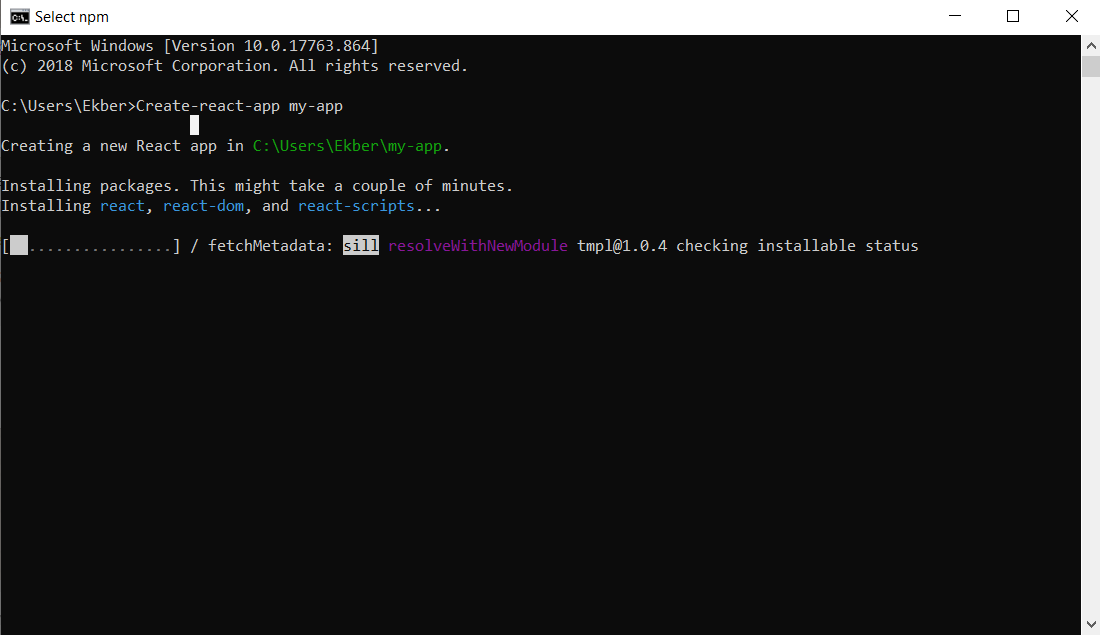 Select npm
Microsoft Windows [Version 10.0.17763.864]
(c) 2018 Microsoft Corporation. All rights reserved.
C:\Users\Ekber>Create-react-app my-app
Creating a new React app in C:\Users\Ekber\my-app.
Installing packages. This might take a couple of minutes.
Installing react, react-dom, and react-scripts...
[██................] / fetchMetadata: sill resolveWithNewModule tmpl@1.0.4 checking installable status